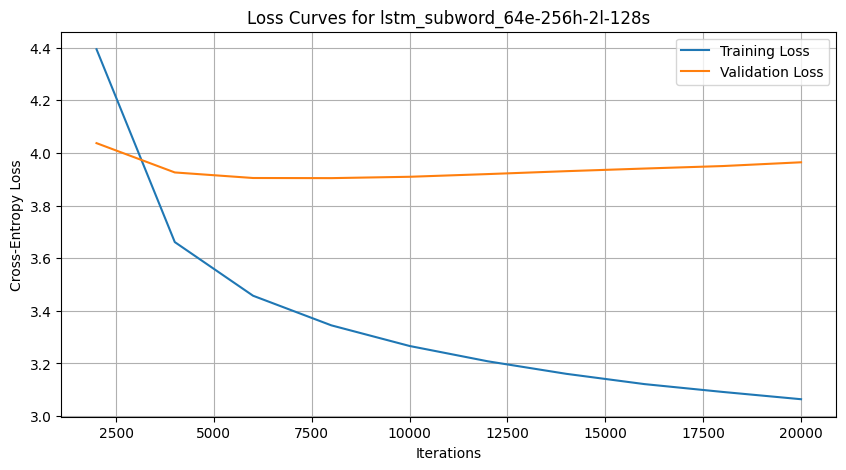 Loss Curves for lstm_subword_64e-256h-2l-128s
Training Loss
Validation Loss
Cross-Entropy Loss
4.4
4.2
4.0
3.8
3.6
3.4
3.2
3.0
2500 5000 7500 10000 12500 15000 17500 20000
Iterations